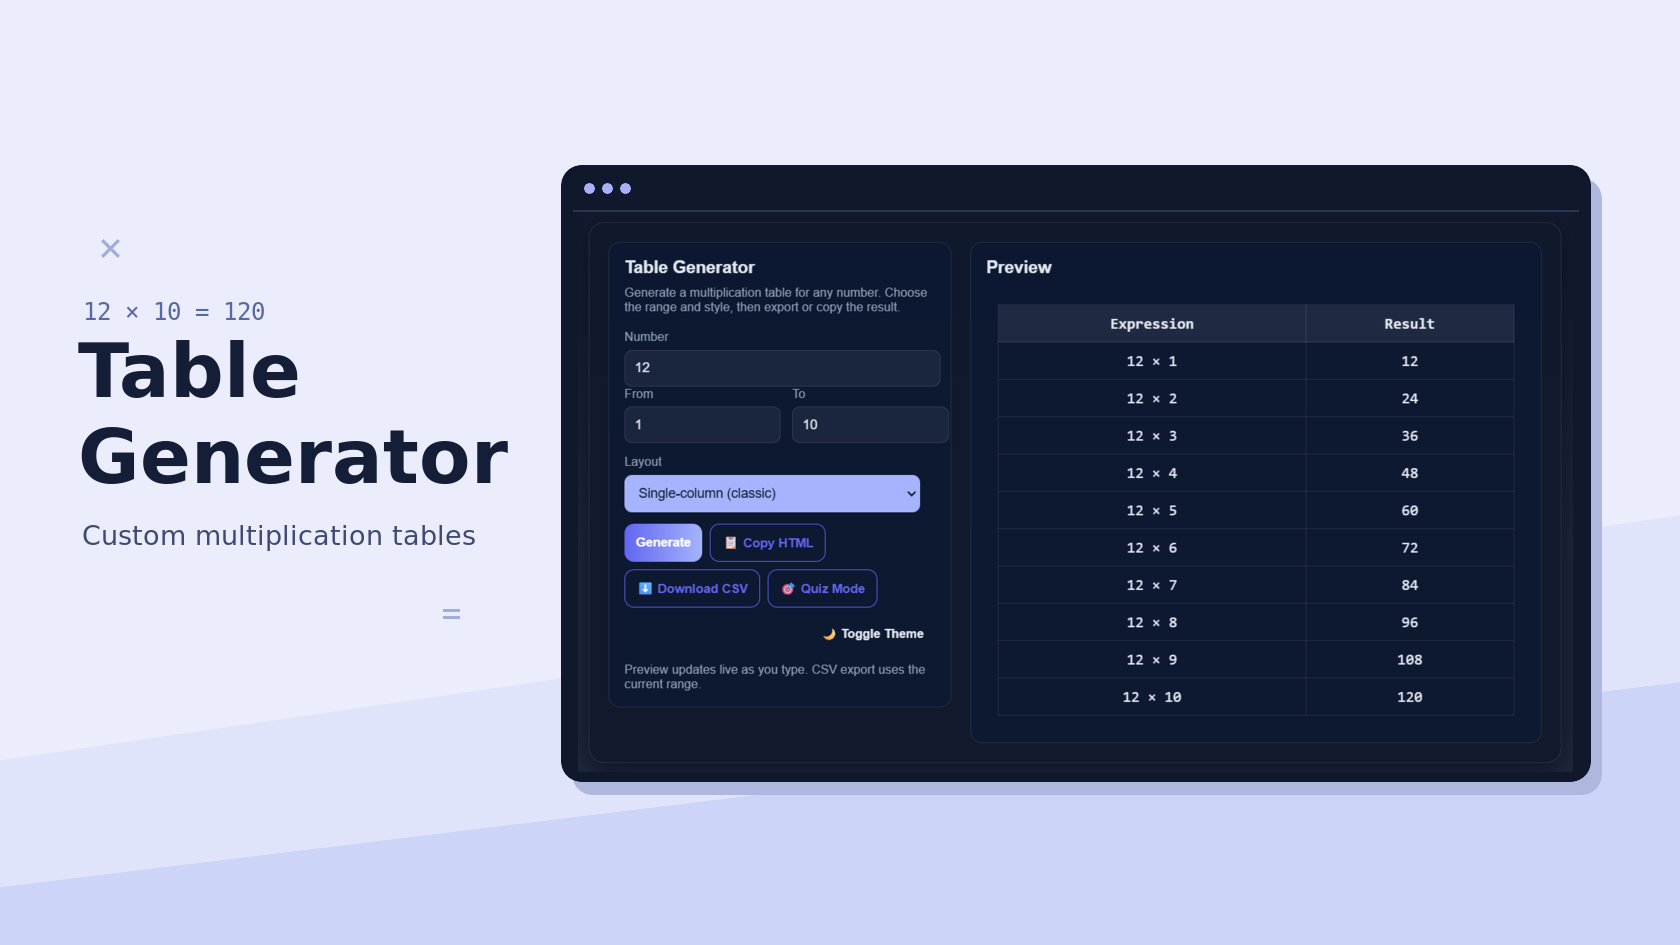 ×
12 × 10 = 120
Table
Generator
Custom multiplication tables
=
Table Generator
Generate a multiplication table for any number. Choose
the range and style, then export or copy the result.
Number
12
From To
1 10
Layout
Single-column (classic)
Generate Copy HTML
Download CSV Quiz Mode
Toggle Theme
Preview updates live as you type. CSV export uses the
current range.
Preview
Expression Result
12 × 1 12
12 × 2 24
12 × 3 36
12 × 4 48
12 × 5 60
12 × 6 72
12 × 7 84
12 × 8 96
12 × 9 108
12 × 10 120